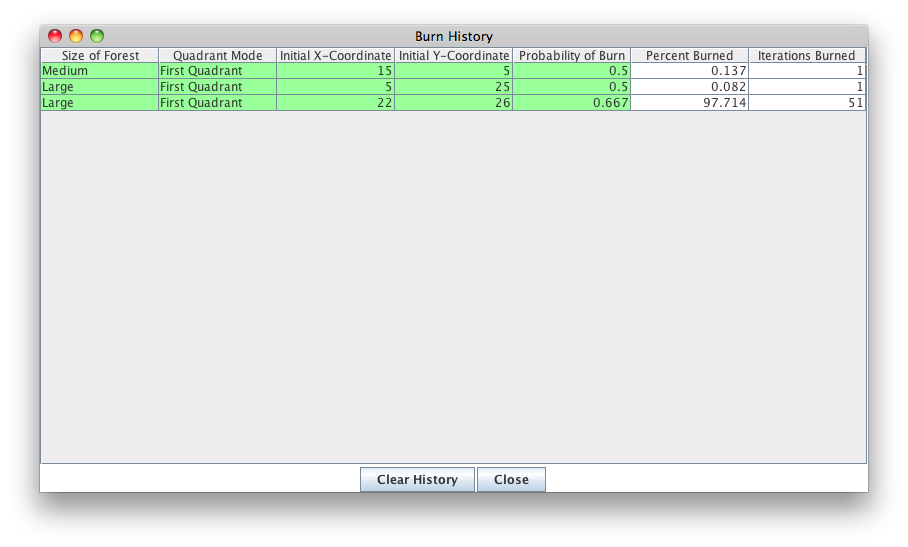 Burn History
Size of Forest Quadrant Mode Initial X-Coordinate Initial Y-Coordinate Probability of Burn Percent Burned Iterations Burned
Medium First Quadrant 15 5 0.5 0.137 1
Large First Quadrant 5 25 0.5 0.082 1
Large First Quadrant 22 26 0.667 97.714 51
Clear History Close